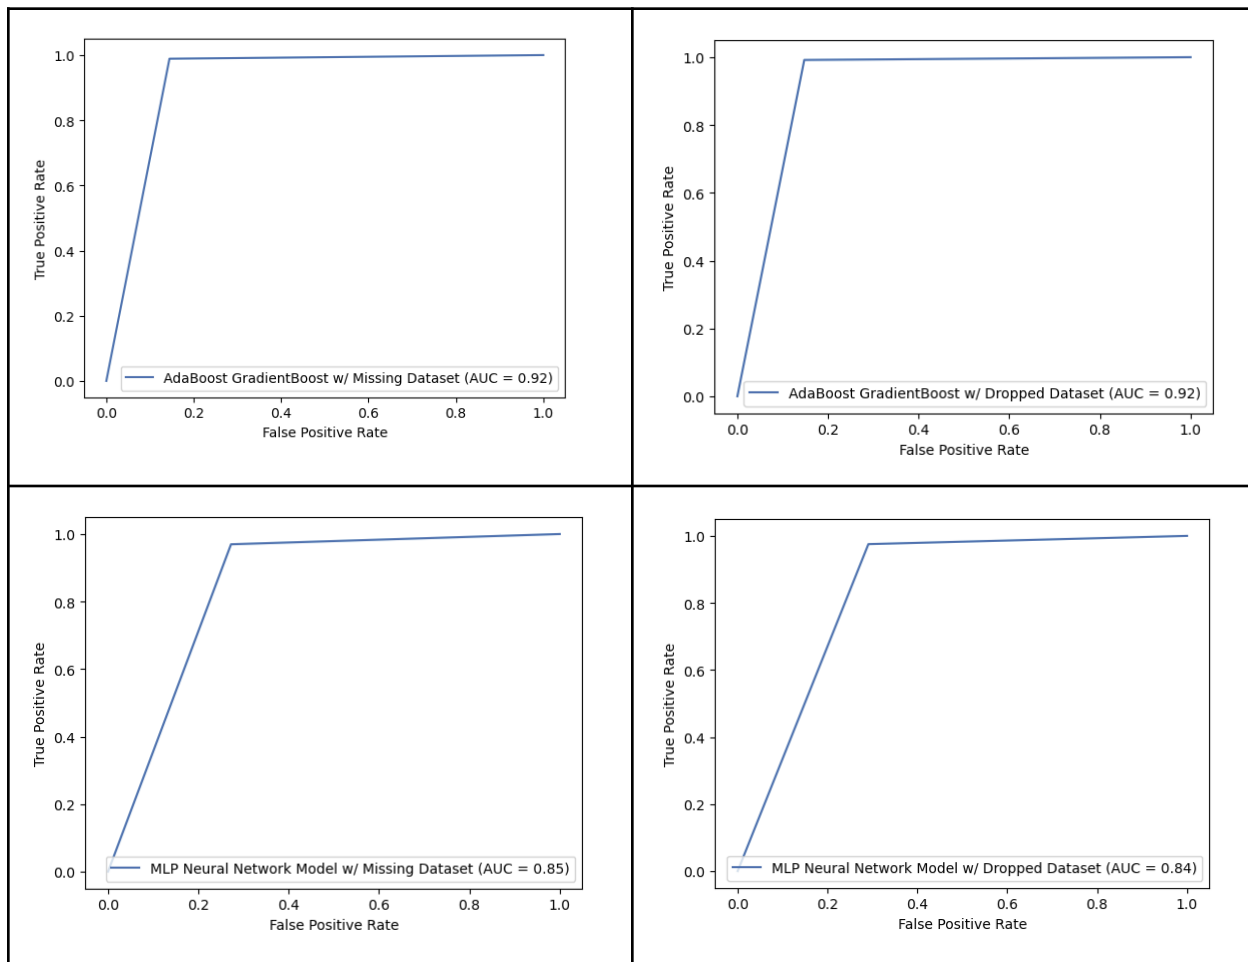 1.0
0.8
0.6
0.4
0.2
0.0
True Positive Rate
AdaBoost GradientBoost w/ Missing Dataset (AUC = 0.92)
0.0 0.2 0.4 0.6 0.8 1.0
False Positive Rate
1.0
0.8
0.6
0.4
0.2
0.0
True Positive Rate
AdaBoost GradientBoost w/ Dropped Dataset (AUC = 0.92)
0.0 0.2 0.4 0.6 0.8 1.0
False Positive Rate
1.0
0.8
0.6
0.4
0.2
0.0
True Positive Rate
MLP Neural Network Model w/ Missing Dataset (AUC = 0.85)
0.0 0.2 0.4 0.6 0.8 1.0
False Positive Rate
1.0
0.8
0.6
0.4
0.2
0.0
True Positive Rate
MLP Neural Network Model w/ Dropped Dataset (AUC = 0.84)
0.0 0.2 0.4 0.6 0.8 1.0
False Positive Rate